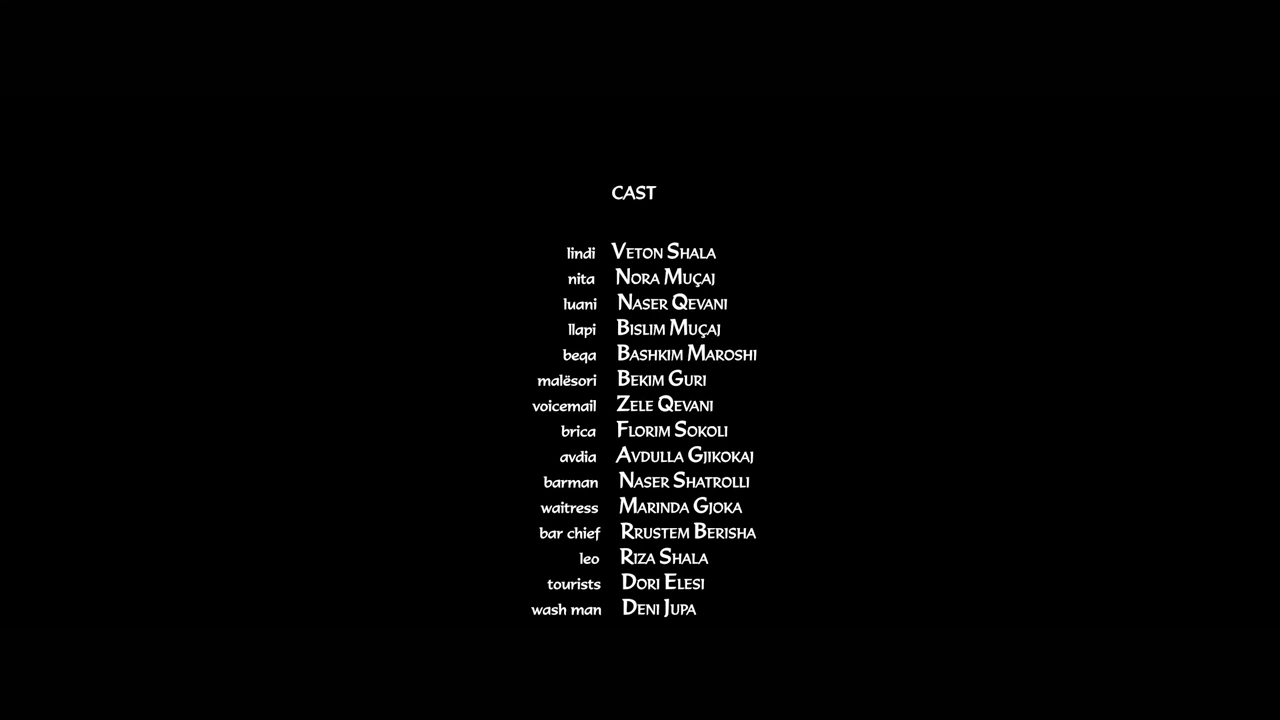 CAST
lindi Veton Shala
nita Nora Muçaj
luani Naser Qevani
llapi Bislim Muçaj
beqa Bashkim Maroshi
malësori Bekim Guri
voicemail Zele Qevani
brica Florim Sokoli
avdia Avdulla Gjikokaj
barman Naser Shatrolli
waitress Marinda Gjoka
bar chief Rrustem Berisha
leo Riza Shala
tourists Dori Elesi
wash man Deni Jupa